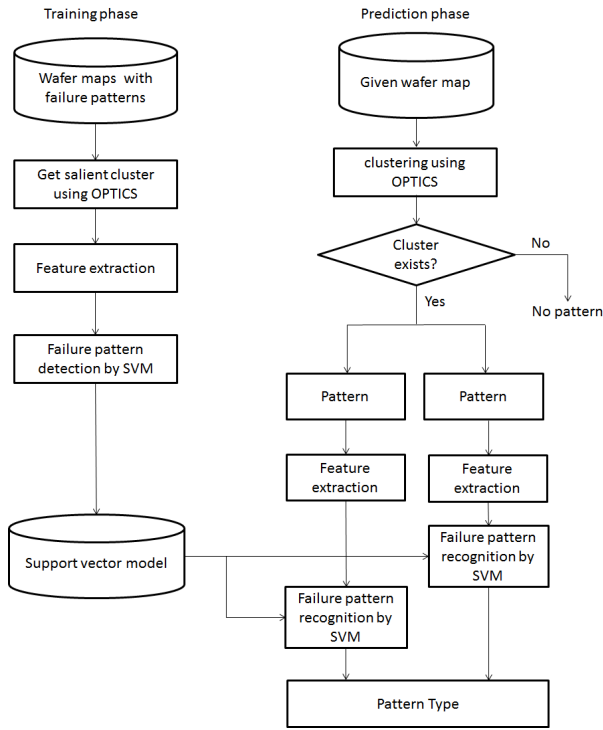 Training phase
Wafer maps with
failure patterns
Get salient cluster
using OPTICS
Feature extraction
Failure pattern
detection by SVM
Support vector model
Prediction phase
Given wafer map
clustering using
OPTICS
Cluster
exists?
No
No pattern
Yes
Pattern
Pattern
Feature
extraction
Feature
extraction
Failure pattern
recognition by
SVM
Failure pattern
recognition by
SVM
Pattern Type